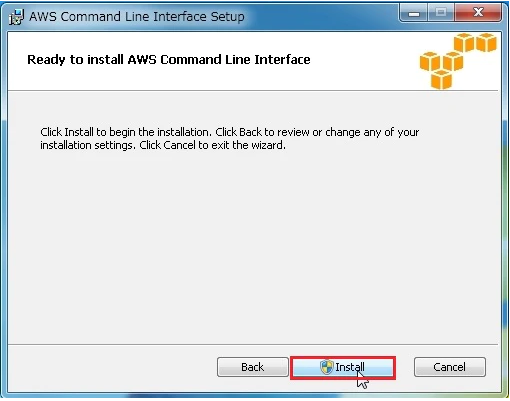 AWS Command Line Interface Setup
Ready to install AWS Command Line Interface
Click Install to begin the installation. Click Back to review or change any of your
installation settings. Click Cancel to exit the wizard.
Back Install Cancel